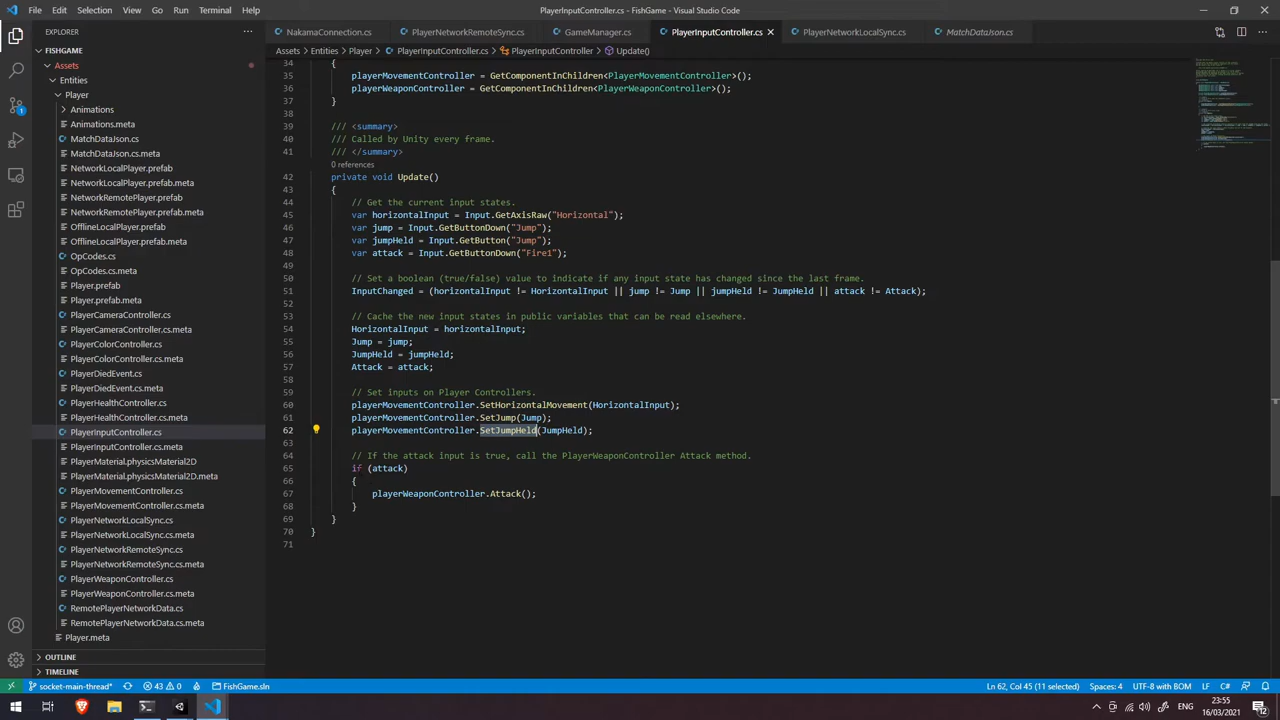 File Edit Selection View Go Run Terminal Help
PlayerInputController.cs - FishGame - Visual Studio Code
EXPLORER
NakamaConnection.cs
PlayerNetworkRemoteSync.cs
GameManager.cs
PlayerInputController.cs
PlayerNetworkLocalSync.cs
MatchDataJson.cs
FISHGAME
Assets > Entities > Player > PlayerInputController.cs > PlayerInputController > Update()
Assets
Entities
Player
Animations
Animations.meta
MatchDataJson.cs
MatchDataJson.cs.meta
NetworkLocalPlayer.prefab
NetworkLocalPlayer.prefab.meta
NetworkRemotePlayer.prefab
NetworkRemotePlayer.prefab.meta
OfflineLocalPlayer.prefab
OfflineLocalPlayer.prefab.meta
OpCodes.cs
OpCodes.cs.meta
Player.prefab
Player.prefab.meta
PlayerCameraController.cs
PlayerCameraController.cs.meta
PlayerColorController.cs
PlayerColorController.cs.meta
PlayerDiedEvent.cs
PlayerDiedEvent.cs.meta
PlayerHealthController.cs
PlayerHealthController.cs.meta
PlayerInputController.cs
PlayerInputController.cs.meta
PlayerMaterial.physicsMaterial2D
PlayerMaterial.physicsMaterial2D.meta
PlayerMovementController.cs
PlayerMovementController.cs.meta
PlayerNetworkLocalSync.cs
PlayerNetworkLocalSync.cs.meta
PlayerNetworkRemoteSync.cs
PlayerNetworkRemoteSync.cs.meta
PlayerWeaponController.cs
PlayerWeaponController.cs.meta
RemotePlayerNetworkData.cs
RemotePlayerNetworkData.cs.meta
Player.meta
OUTLINE
TIMELINE
34 {
35 playerMovementController = GetComponentInChildren<PlayerMovementController>();
36 playerWeaponController = GetComponentInChildren<PlayerWeaponController>();
37 }
38
39 /// <summary>
40 /// Called by Unity every frame.
41 /// </summary>
0 references
42 private void Update()
43 {
44 // Get the current input states.
45 var horizontalInput = Input.GetAxisRaw("Horizontal");
46 var jump = Input.GetButtonDown("Jump");
47 var jumpHeld = Input.GetButton("Jump");
48 var attack = Input.GetButtonDown("Fire1");
49
50 // Set a boolean (true/false) value to indicate if any input state has changed since the last frame.
51 InputChanged = (horizontalInput != HorizontalInput || jump != Jump || jumpHeld != JumpHeld || attack != Attack);
52
53 // Cache the new input states in public variables that can be read elsewhere.
54 HorizontalInput = horizontalInput;
55 Jump = jump;
56 JumpHeld = jumpHeld;
57 Attack = attack;
58
59 // Set inputs on Player Controllers.
60 playerMovementController.SetHorizontalMovement(HorizontalInput);
61 playerMovementController.SetJump(Jump);
62 playerMovementController.SetJumpHeld(JumpHeld);
63
64 // If the attack input is true, call the PlayerWeaponController Attack method.
65 if (attack)
66 {
67 playerWeaponController.Attack();
68 }
69 }
70 }
71
1
socket-main-thread* 43 0 FishGame.sln
Ln 62, Col 45 (11 selected) Spaces: 4 UTF-8 with BOM LF C#
ENG 23:55
16/03/2021
12